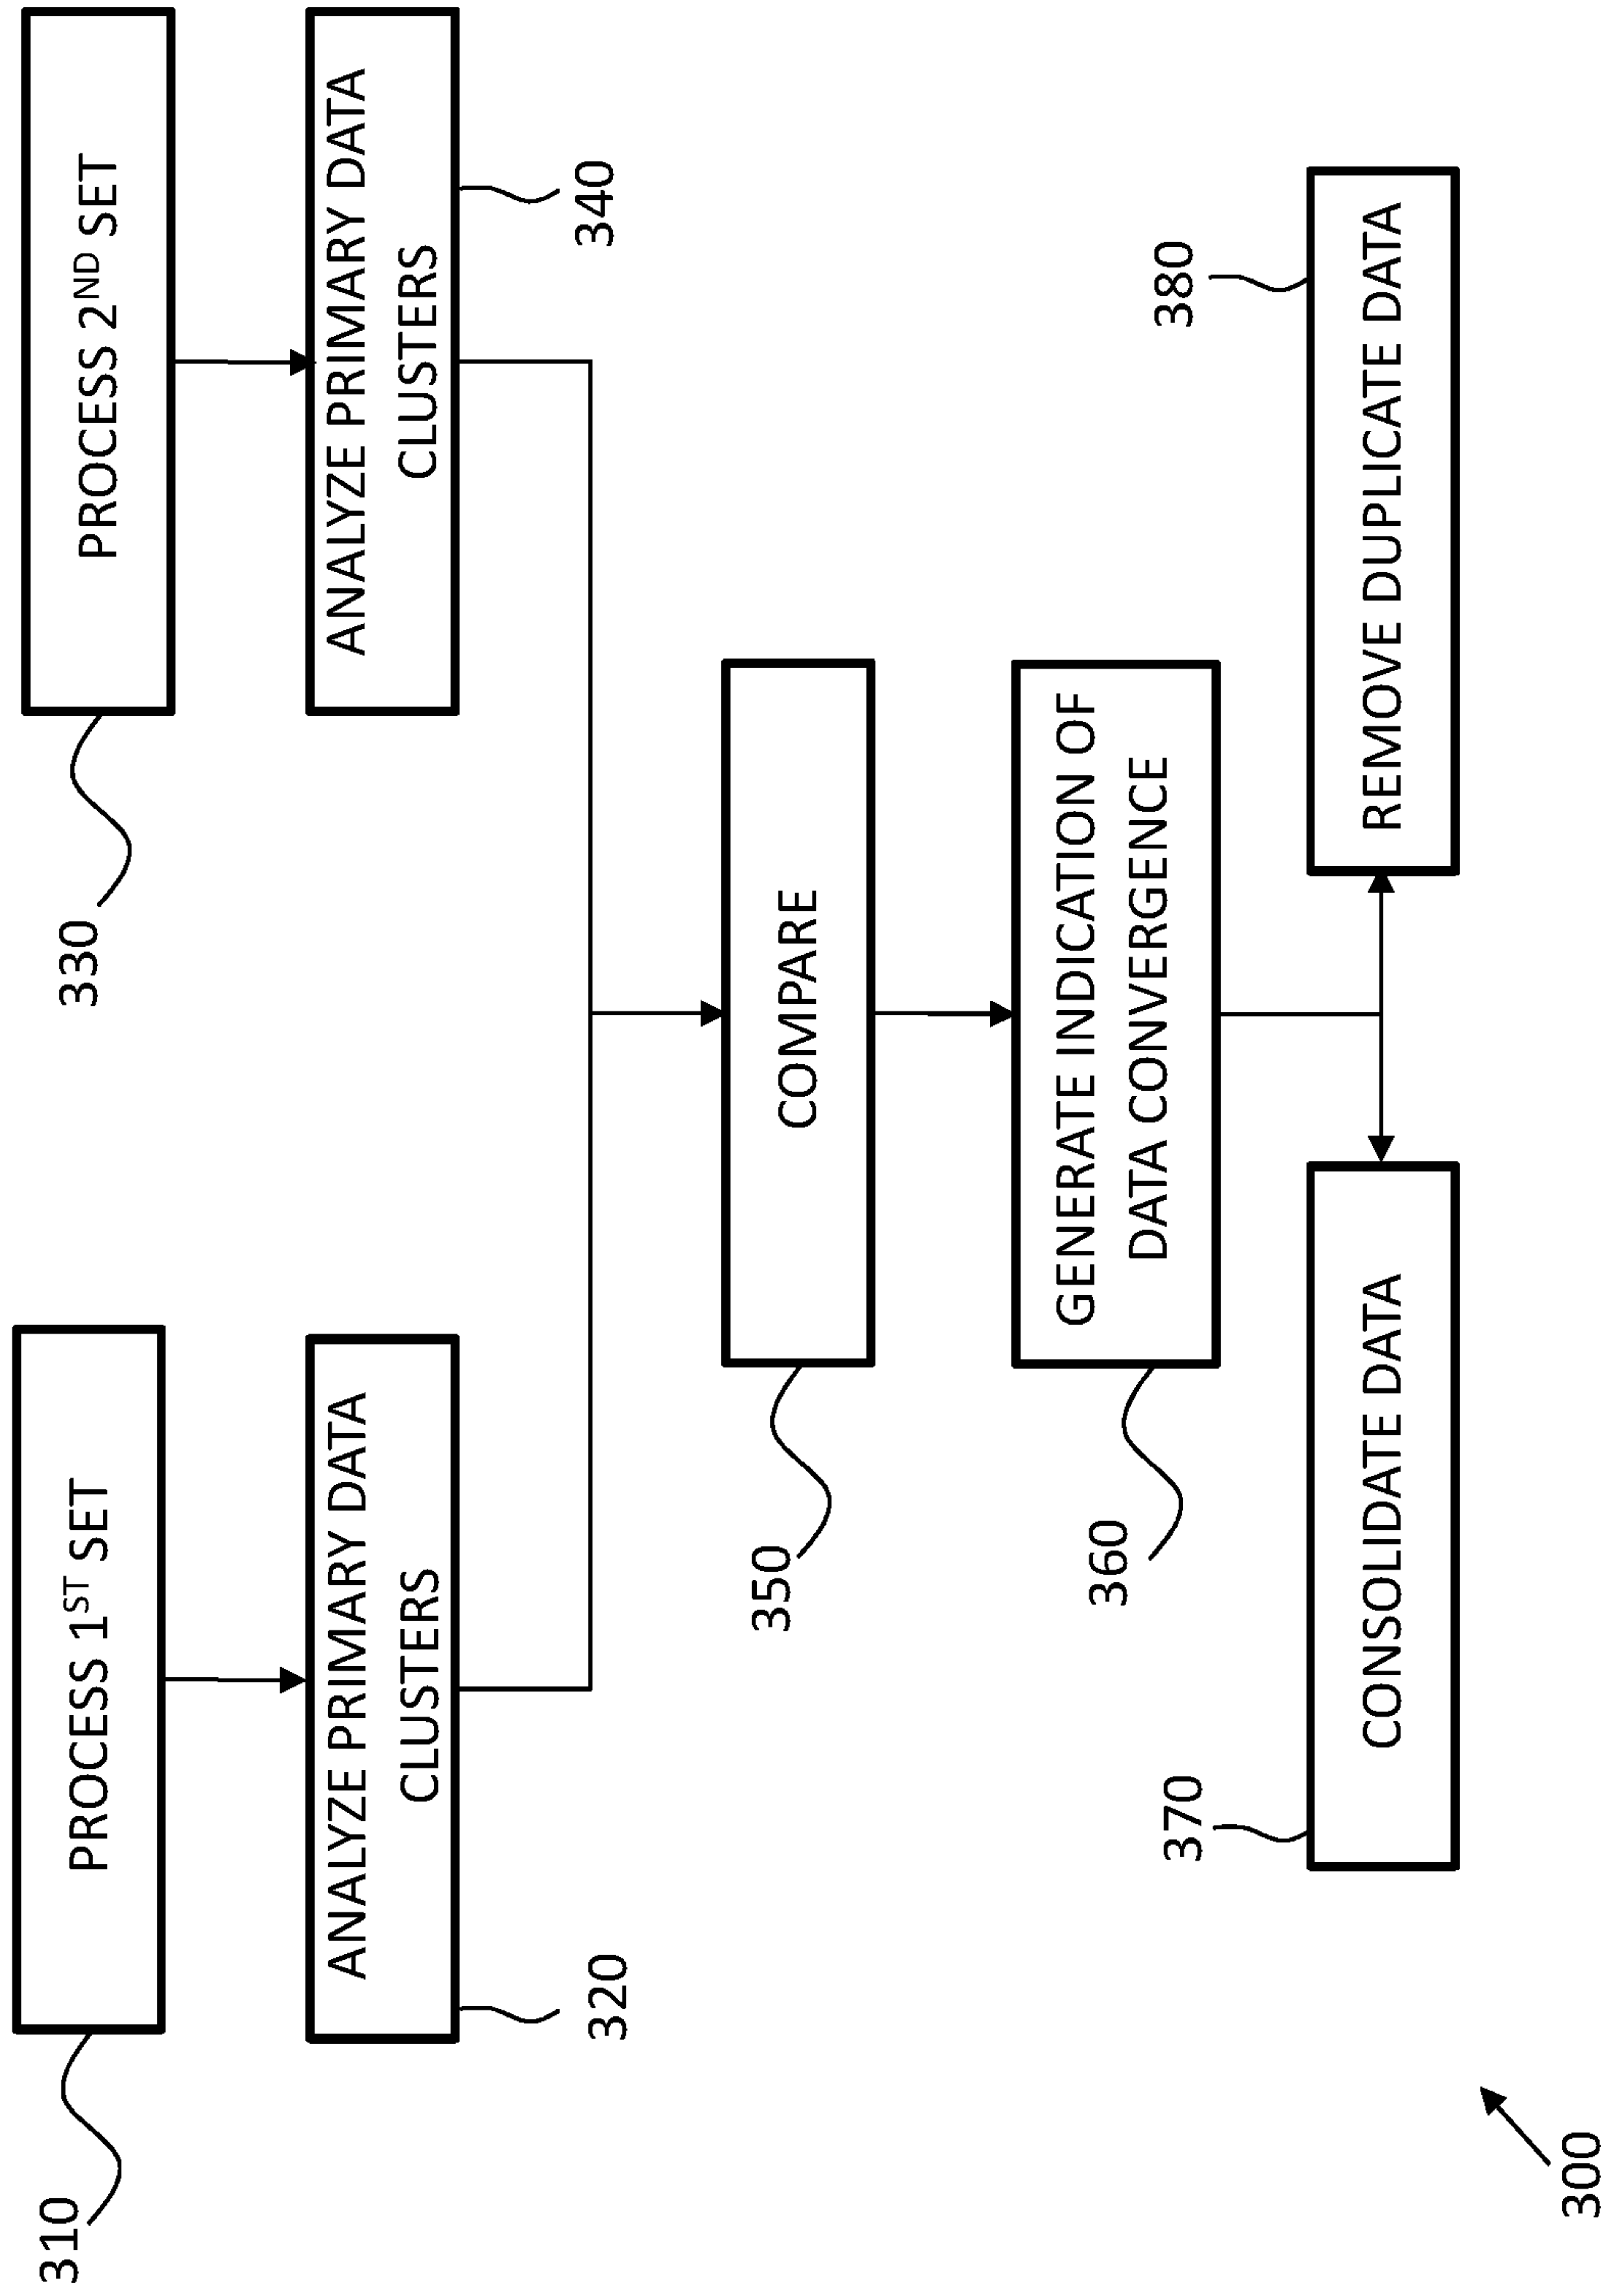 310
PROCESS 1ST SET
330
PROCESS 2ND SET
ANALYZE PRIMARY DATA
CLUSTERS
320
ANALYZE PRIMARY DATA
CLUSTERS
340
350
COMPARE
360
GENERATE INDICATION OF
DATA CONVERGENCE
370
CONSOLIDATE DATA
380
REMOVE DUPLICATE DATA
300